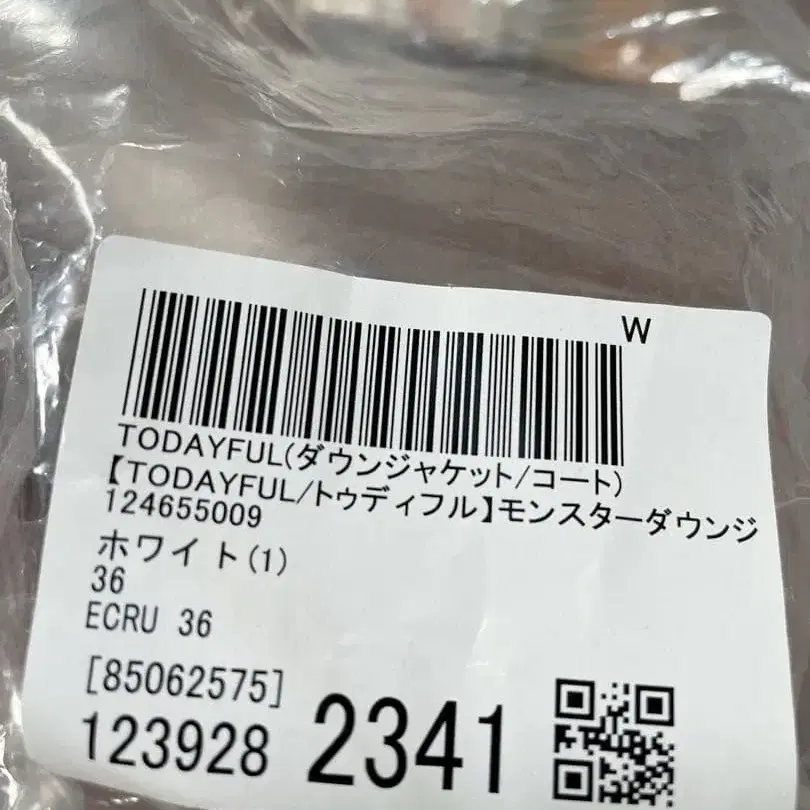 W
TODAYFUL(ダウンジャケット/コート)
【TODAYFUL/トゥディフル】モンスターダウンジ
124655009
ホワイト(1)
36
ECRU 36
[85062575]
123928 2341